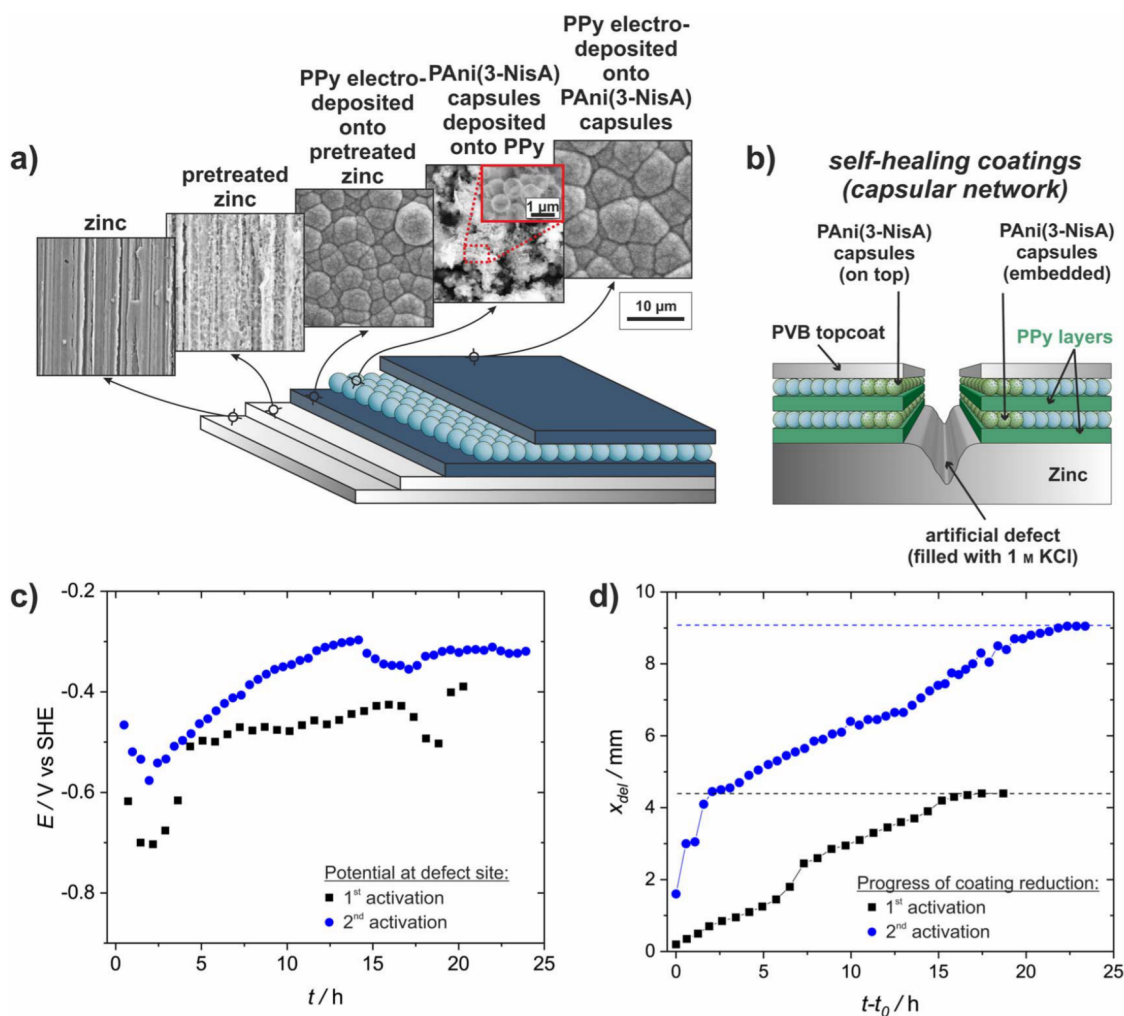 a)
zinc
pretreated
zinc
PPy electro-
deposited
onto
pretreated
zinc
PAni(3-NisA)
capsules
deposited
onto PPy
PPy electro-
deposited
onto
PAni(3-NisA)
capsules
1 µm
10 µm
b)
self-healing coatings
(capsular network)
PAni(3-NisA)
capsules
(on top)
PAni(3-NisA)
capsules
(embedded)
PVB topcoat
PPy layers
Zinc
artificial defect
(filled with 1 M KCl)
c)
-0.2
-0.4
-0.6
-0.8
E / V vs SHE
Potential at defect site:
1st activation
2nd activation
0
5
10
15
20
25
t / h
d)
10
8
6
4
2
0
xdel / mm
Progress of coating reduction:
1st activation
2nd activation
0
5
10
15
20
25
t-t0 / h